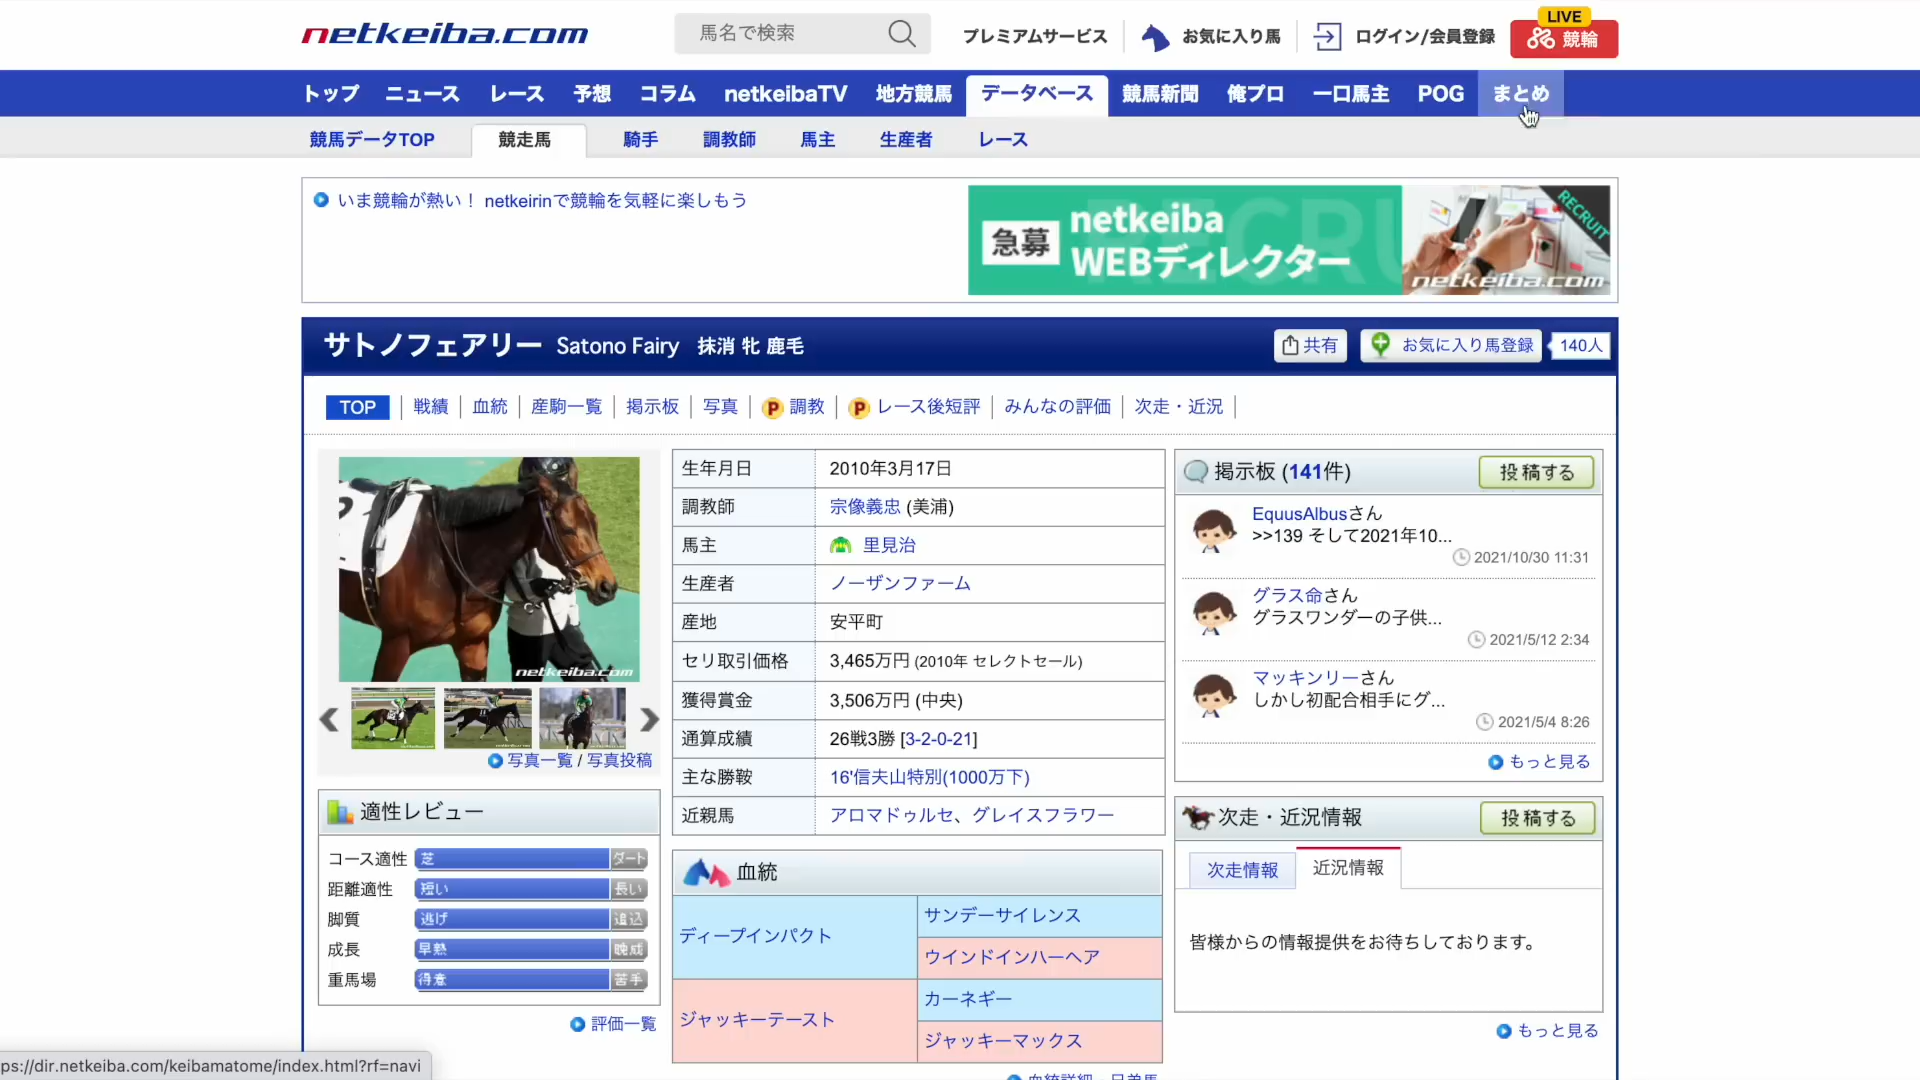 netkeiba.com
馬名で検索
プレミアムサービス
お気に入り馬
ログイン/会員登録
LIVE
競輪
トップ ニュース レース 予想 コラム netkeibaTV 地方競馬 データベース 競馬新聞 俺プロ 一口馬主 POG まとめ
競馬データTOP 競走馬 騎手 調教師 馬主 生産者 レース
いま競輪が熱い！ netkeirinで競輪を気軽に楽しもう
急募
netkeiba
WEBディレクター
RECRUIT
netkeiba.com
サトノフェアリー Satono Fairy 抹消 牝 鹿毛
共有
お気に入り馬登録
140人
TOP 戦績 血統 産駒一覧 掲示板 写真 P 調教 P レース後短評 みんなの評価 次走・近況
netkeiba.com
写真一覧 / 写真投稿
適性レビュー
コース適性 芝 ダート
距離適性 短い 長い
脚質 逃げ 追込
成長 早熟 晩成
重馬場 得意 苦手
評価一覧
生年月日 2010年3月17日
調教師 宗像義忠 (美浦)
馬主 里見治
生産者 ノーザンファーム
産地 安平町
セリ取引価格 3,465万円 (2010年 セレクトセール)
獲得賞金 3,506万円 (中央)
通算成績 26戦3勝 [3-2-0-21]
主な勝鞍 16'信夫山特別(1000万下)
近親馬 アロマドゥルセ、グレイスフラワー
血統
ディープインパクト
サンデーサイレンス
ウインドインハーヘア
ジャッキーテースト
カーネギー
ジャッキーマックス
掲示板 (141件)
投稿する
EquusAlbusさん
>>139 そして2021年10...
2021/10/30 11:31
グラス命さん
グラスワンダーの子供...
2021/5/12 2:34
マッキンリーさん
しかし初配合相手にグ...
2021/5/4 8:26
もっと見る
次走・近況情報
投稿する
次走情報 近況情報
皆様からの情報提供をお待ちしております。
もっと見る
ps://dir.netkeiba.com/keibamatome/index.html?rf=navi